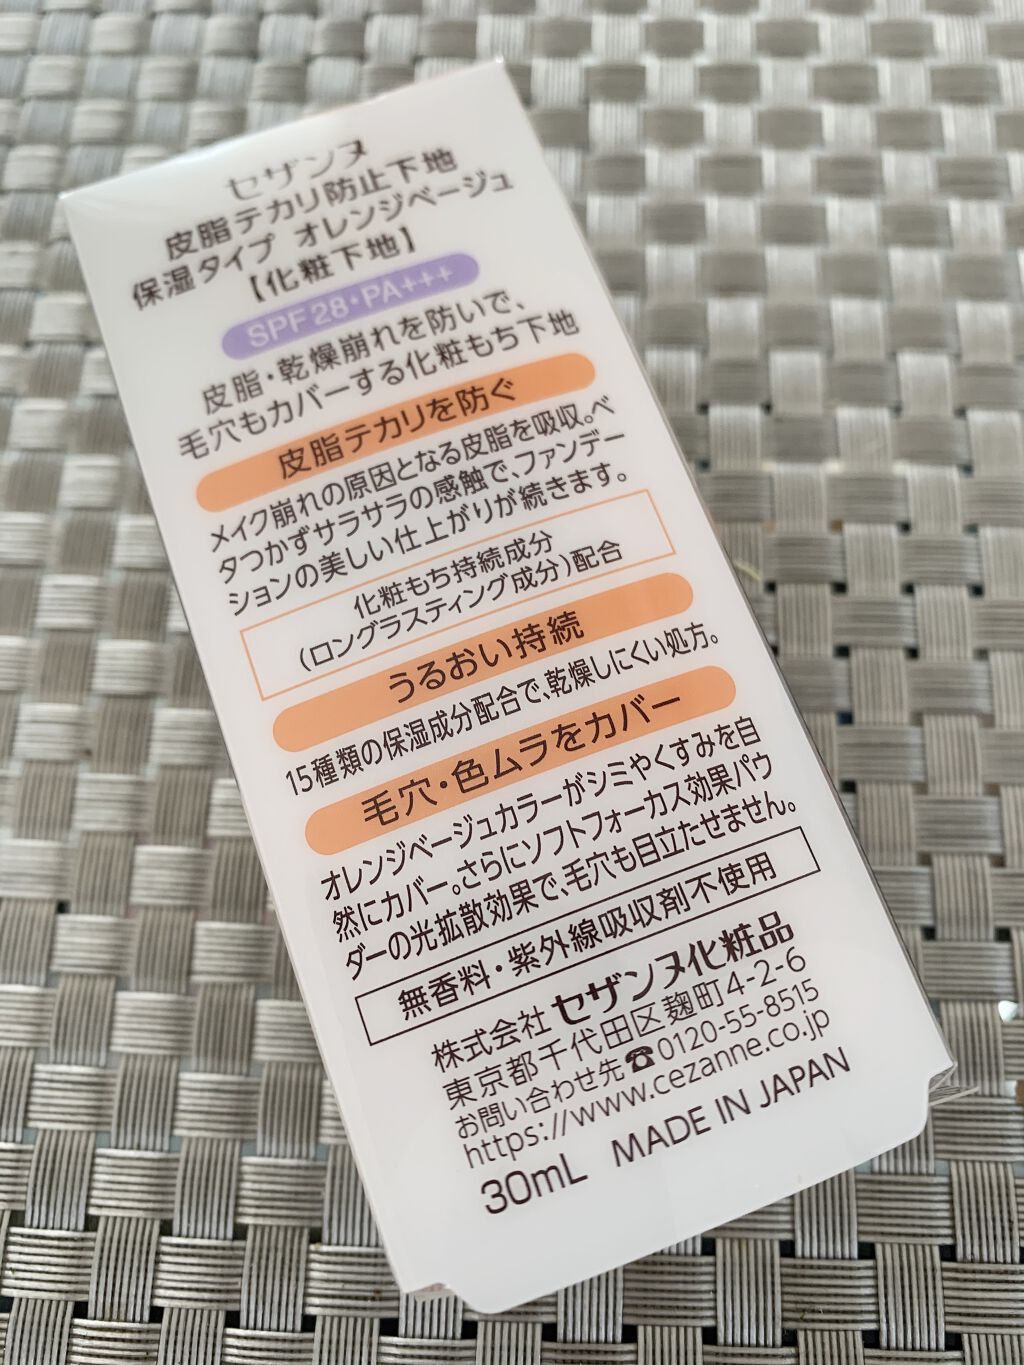 セザンヌ
皮脂テカリ防止下地
保湿タイプ オレンジベージュ
【化粧下地】
SPF28・PA+++
皮脂・乾燥崩れを防いで、
毛穴もカバーする化粧もち下地
皮脂テカリを防ぐ
メイク崩れの原因となる皮脂を吸収。ベ
タつかずサラサラの感触で、ファンデー
ションの美しい仕上がりが続きます。
化粧もち持続成分
(ロングラスティング成分)配合
うるおい持続
15種類の保湿成分配合で、乾燥しにくい処方。
毛穴・色ムラをカバー
オレンジベージュカラーがシミやくすみを自
然にカバー。さらにソフトフォーカス効果パウ
ダーの光拡散効果で、毛穴も目立たせません。
無香料・紫外線吸収剤不使用
株式会社 セザンヌ化粧品
東京都千代田区麹町4-2-6
お問い合わせ先☎0120-55-8515
https://www.cezanne.co.jp
30mL MADE IN JAPAN